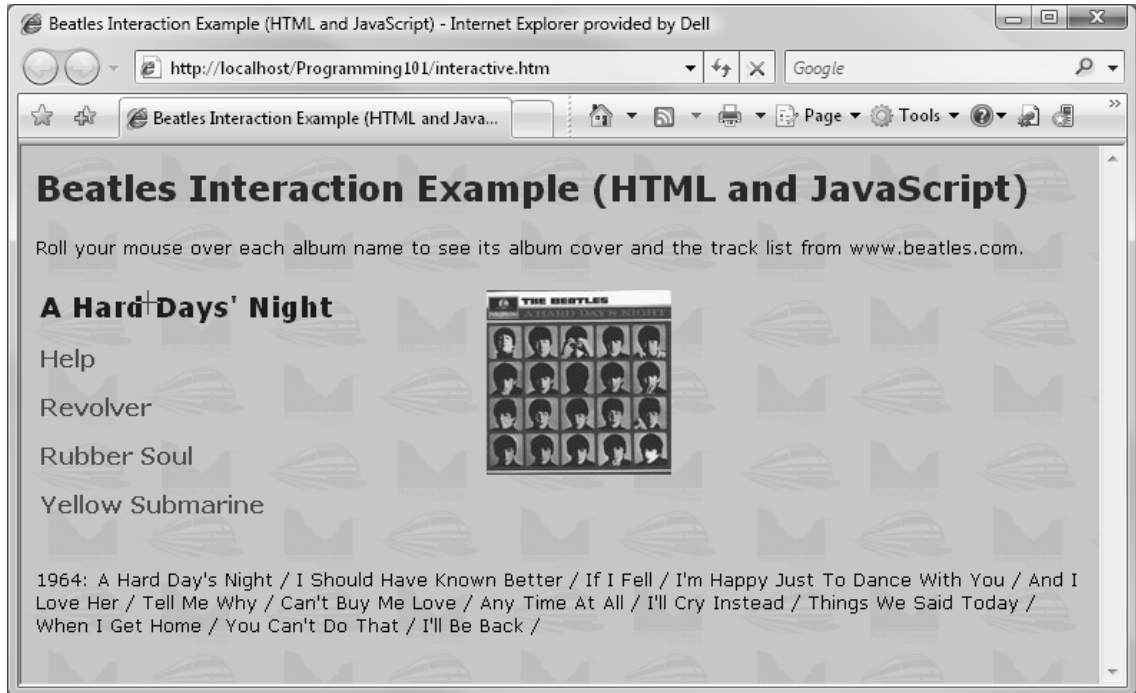 Beatles Interaction Example (HTML and JavaScript) - Internet Explorer provided by Dell
http://localhost/Programming101/interactive.htm
Google
Beatles Interaction Example (HTML and Java...
Page
Tools
Beatles Interaction Example (HTML and JavaScript)
Roll your mouse over each album name to see its album cover and the track list from www.beatles.com.
A Hard Days' Night
THE BEATLES
A HARD DAY'S NIGHT
Help
Revolver
Rubber Soul
Yellow Submarine
1964: A Hard Day's Night / I Should Have Known Better / If I Fell / I'm Happy Just To Dance With You / And I
Love Her / Tell Me Why / Can't Buy Me Love / Any Time At All / I'll Cry Instead / Things We Said Today /
When I Get Home / You Can't Do That / I'll Be Back /